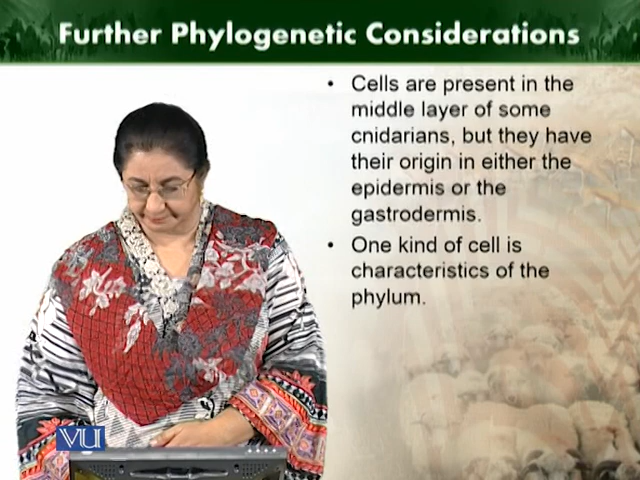 Further Phylogenetic Considerations
• Cells are present in the
middle layer of some
cnidarians, but they have
their origin in either the
epidermis or the
gastrodermis.
• One kind of cell is
characteristics of the
phylum.
VU